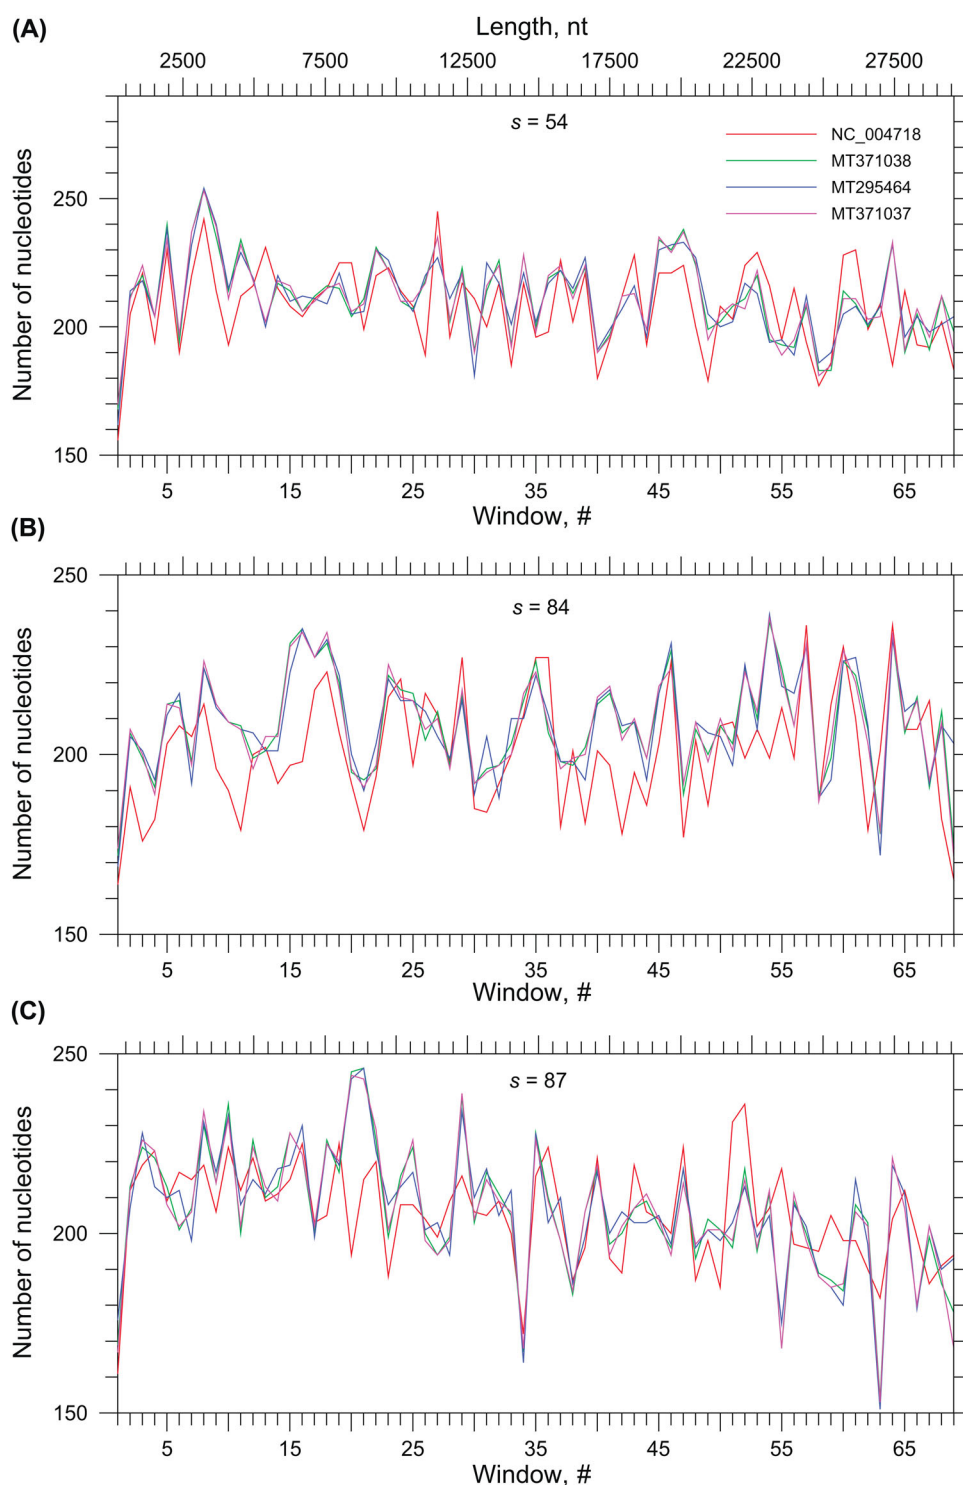 (A)
Length, nt
2500 7500 12500 17500 22500 27500
s = 54
NC_004718
MT371038
MT295464
MT371037
Number of nucleotides
250
200
150
5 15 25 35 45 55 65
Window, #
(B)
250
s = 84
Number of nucleotides
200
150
5 15 25 35 45 55 65
Window, #
(C)
250
s = 87
Number of nucleotides
200
150
5 15 25 35 45 55 65
Window, #